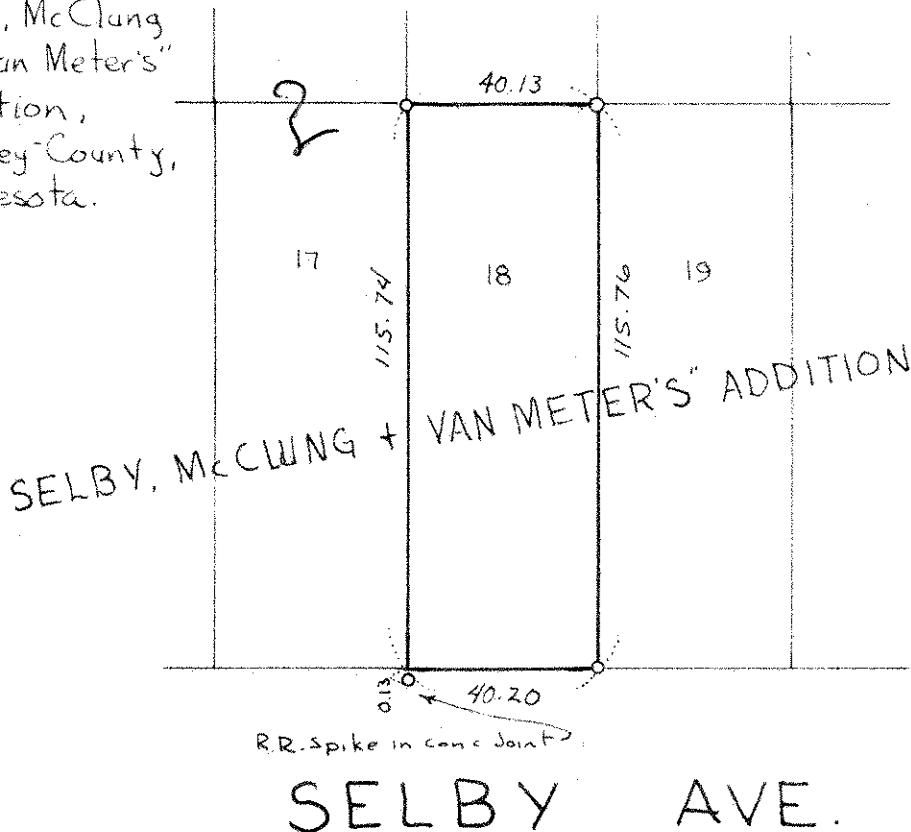 , McClung
an Meter's"
tion,
ey County,
esota.
2
40.13
17
18
19
115.74
115.76
SELBY, McCLUNG + VAN METER'S" ADDITION
0.13
40.20
R.R. spike in conc Joint
SELBY AVE.